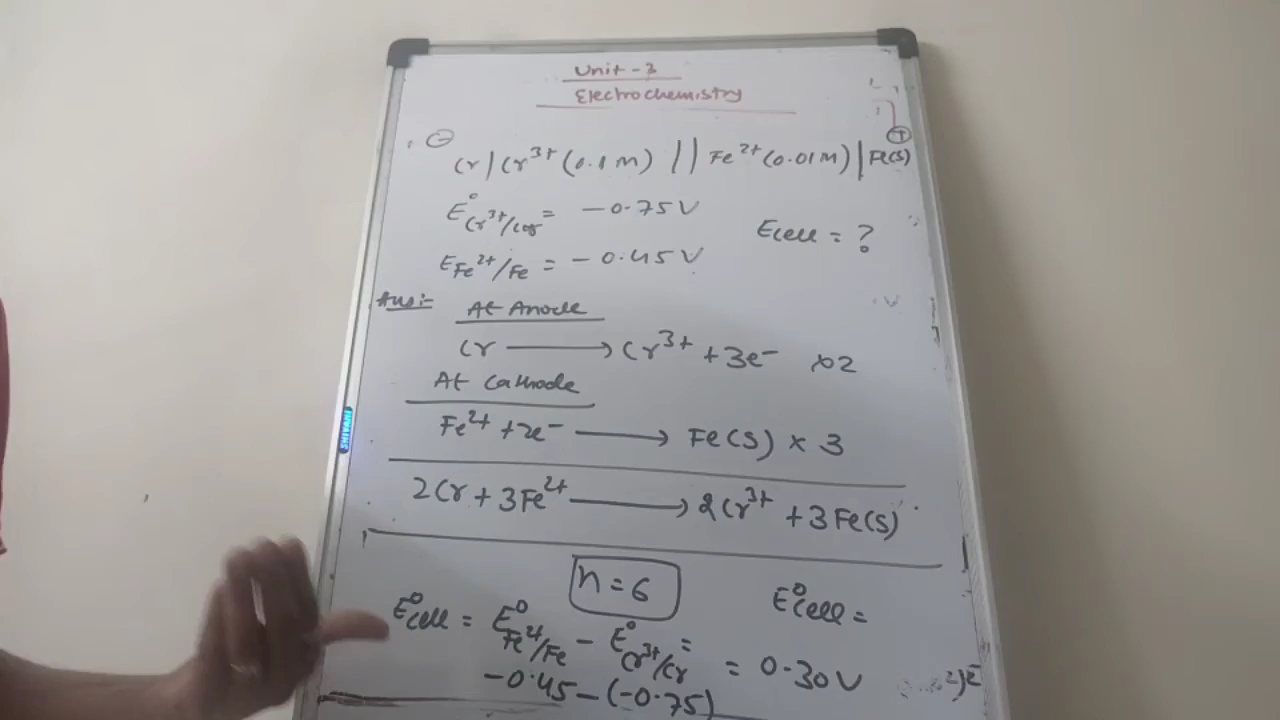 Unit - 3
Electrochemistry
⊖ ⊕
Cr | Cr³⁺ (0.1M) || Fe²⁺ (0.01M) | Fe(s)
E°Cr³⁺/Cr = -0.75V
Ecell = ?
EFe²⁺/Fe = -0.45V
Ans:- At Anode
Cr ⟶ Cr³⁺ + 3e⁻ ×2
At Cathode
Fe²⁺ + 2e⁻ ⟶ Fe(s) × 3
2Cr + 3Fe²⁺ ⟶ 2Cr³⁺ + 3Fe(s)
n = 6
E°cell =
E°cell = E°Fe²⁺/Fe - E°Cr³⁺/Cr =
-0.45 - (-0.75) = 0.30V
SHIVANI